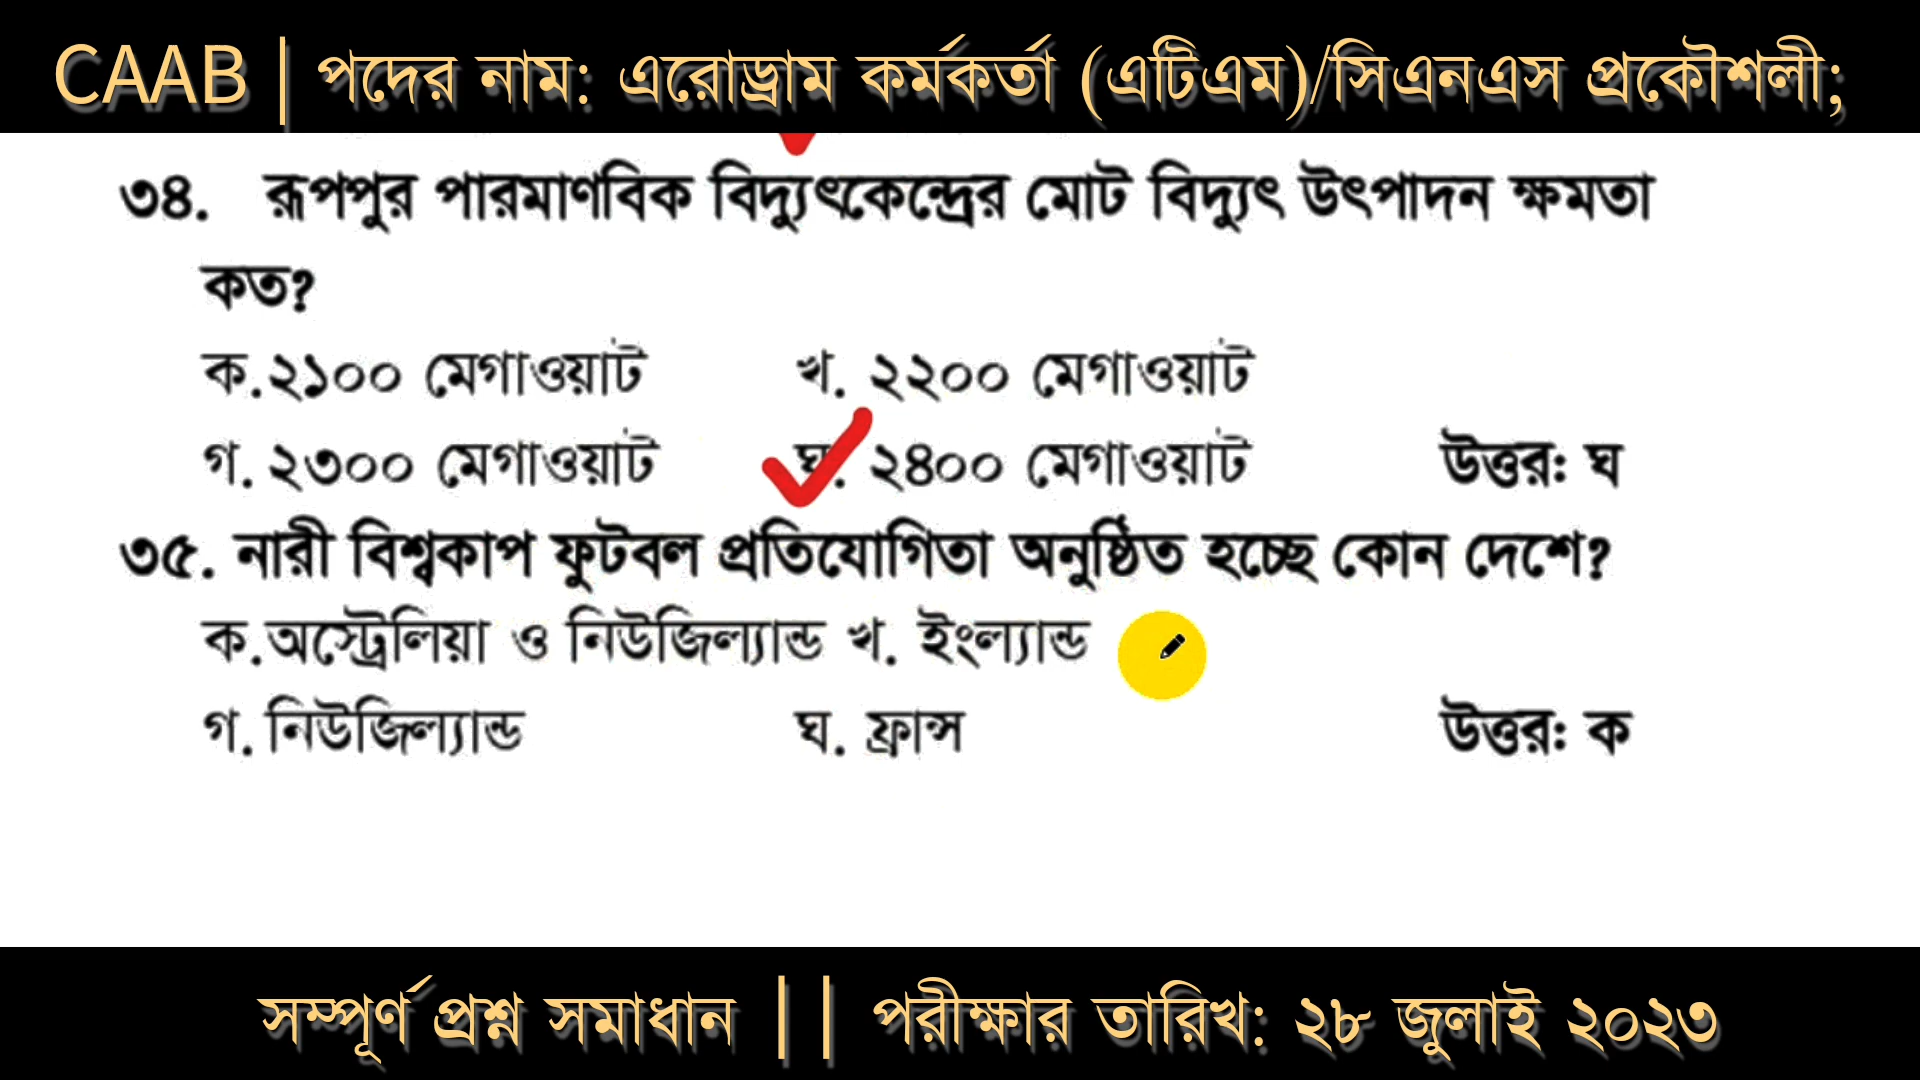 CAAB | পদের নাম: এরোড্রাম কর্মকর্তা (এটিএম)/সিএনএস প্রকৌশলী;
৩৪. রূপপুর পারমাণবিক বিদ্যুৎকেন্দ্রের মোট বিদ্যুৎ উৎপাদন ক্ষমতা
কত?
ক.২১০০ মেগাওয়াট খ. ২২০০ মেগাওয়াট
গ. ২৩০০ মেগাওয়াট ঘ. ২৪০০ মেগাওয়াট উত্তর: ঘ
৩৫. নারী বিশ্বকাপ ফুটবল প্রতিযোগিতা অনুষ্ঠিত হচ্ছে কোন দেশে?
ক.অস্ট্রেলিয়া ও নিউজিল্যান্ড খ. ইংল্যান্ড
গ. নিউজিল্যান্ড ঘ. ফ্রান্স উত্তর: ক
সম্পূর্ণ প্রশ্ন সমাধান || পরীক্ষার তারিখ: ২৮ জুলাই ২০২৩